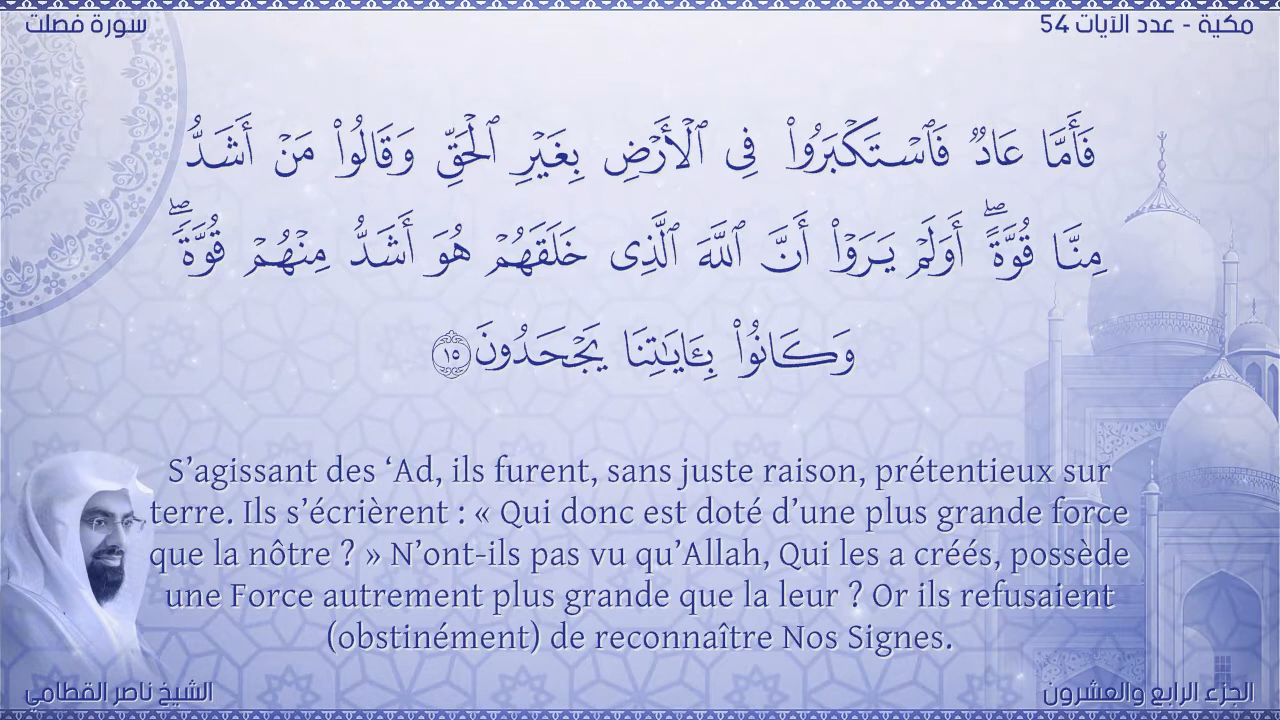 مكية - عدد الآيات 54
سورة فصلت
فَأَمَّا عَادٌ فَٱسْتَكْبَرُوا۟ فِى ٱلْأَرْضِ بِغَيْرِ ٱلْحَقِّ وَقَالُوا۟ مَنْ أَشَدُّ
مِنَّا قُوَّةً ۖ أَوَلَمْ يَرَوْا۟ أَنَّ ٱللَّهَ ٱلَّذِى خَلَقَهُمْ هُوَ أَشَدُّ مِنْهُمْ قُوَّةً ۖ
وَكَانُوا۟ بِـَٔايَـٰتِنَا يَجْحَدُونَ ١٥
S’agissant des ‘Ad, ils furent, sans juste raison, prétentieux sur
terre. Ils s’écrièrent : « Qui donc est doté d’une plus grande force
que la nôtre ? » N’ont-ils pas vu qu’Allah, Qui les a créés, possède
une Force autrement plus grande que la leur ? Or ils refusaient
(obstinément) de reconnaître Nos Signes.
الجزء الرابع والعشرون
الشيخ ناصر القطامي